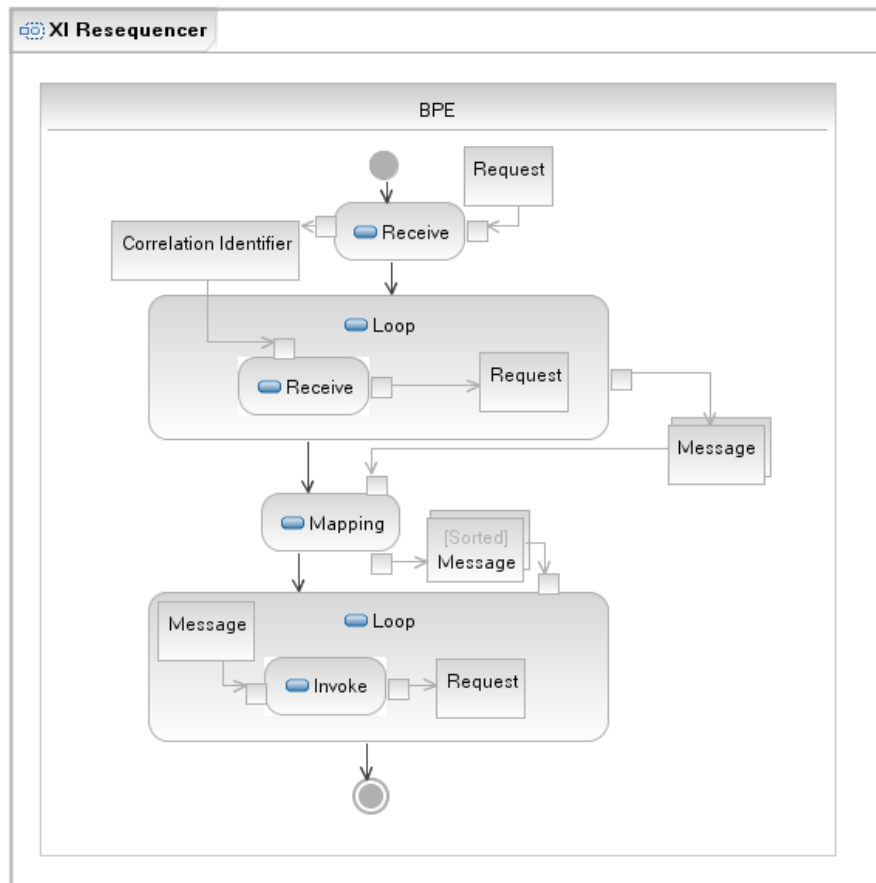 XI Resequencer
BPE
Request
Receive
Correlation Identifier
Loop
Receive
Request
Message
Mapping
[Sorted]
Message
Loop
Message
Invoke
Request